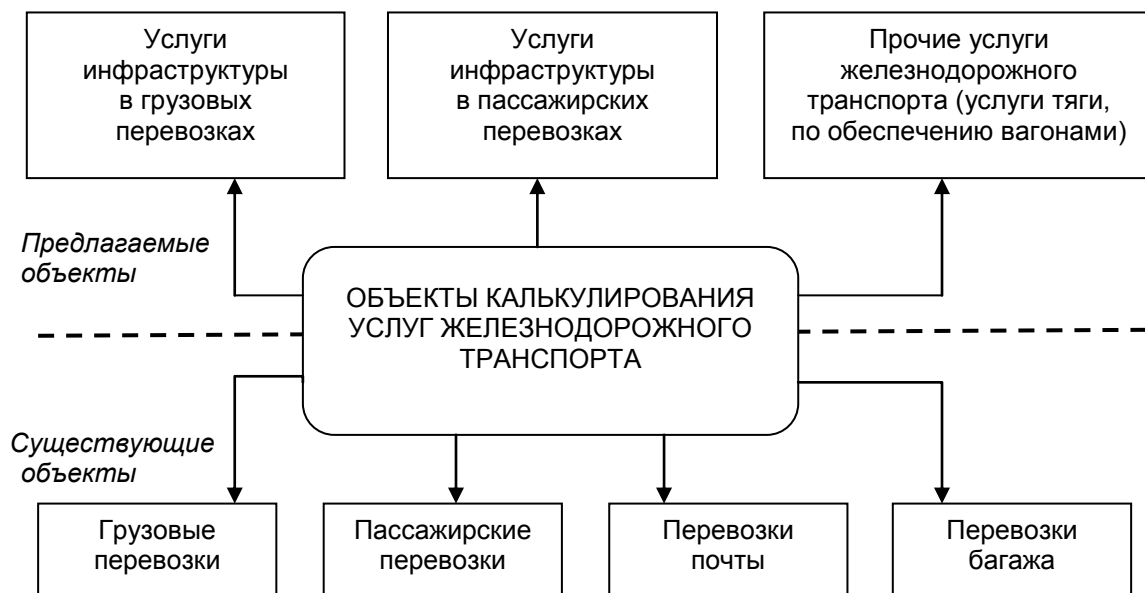 Услуги
инфраструктуры
в грузовых
перевозках
Услуги
инфраструктуры
в пассажирских
перевозках
Прочие услуги
железнодорожного
транспорта (услуги тяги,
по обеспечению вагонами)
Предлагаемые
объекты
ОБЪЕКТЫ КАЛЬКУЛИРОВАНИЯ
УСЛУГ ЖЕЛЕЗНОДОРОЖНОГО
ТРАНСПОРТА
Существующие
объекты
Грузовые
перевозки
Пассажирские
перевозки
Перевозки
почты
Перевозки
багажа